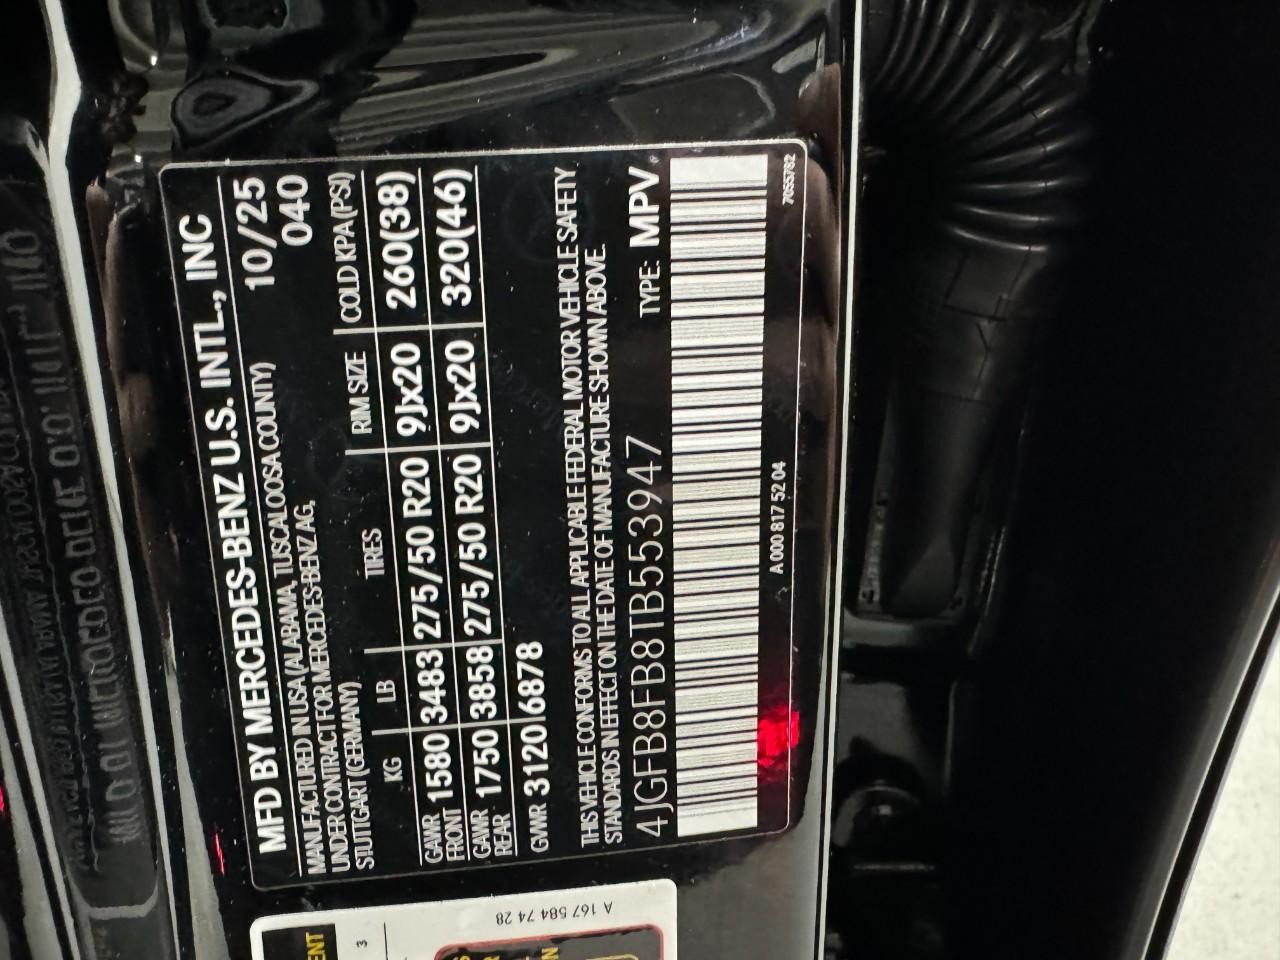 MFD BY MERCEDES-BENZ U.S. INTL., INC
MANUFACTURED IN USA (ALABAMA, TUSCALOOSA COUNTY) 10/25
UNDER CONTRACT FOR MERCEDES-BENZ AG, 040
STUTTGART (GERMANY)
KG LB TIRES RIM SIZE COLD KPA (PSI)
GAWR FRONT 1580 3483 275/50 R20 9Jx20 260(38)
GAWR REAR 1750 3858 275/50 R20 9Jx20 320(46)
GVWR 3120 6878
THIS VEHICLE CONFORMS TO ALL APPLICABLE FEDERAL MOTOR VEHICLE SAFETY
STANDARDS IN EFFECT ON THE DATE OF MANUFACTURE SHOWN ABOVE.
4JGFB8FB8TB553947 TYPE: MPV
A 000 817 52 04
7055782
A 167 584 74 28
3